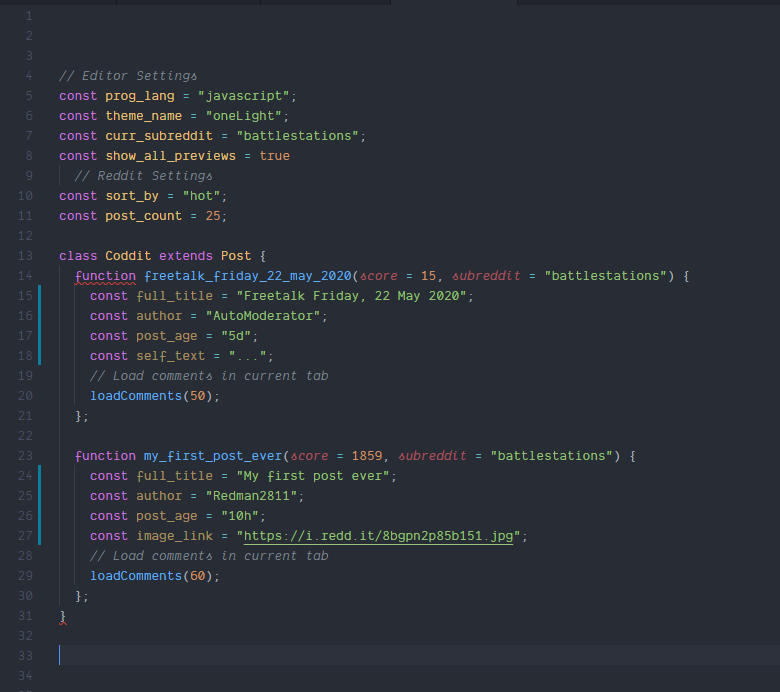 1
2
3
4 // Editor Settings
5 const prog_lang = "javascript";
6 const theme_name = "oneLight";
7 const curr_subreddit = "battlestations";
8 const show_all_previews = true
9 // Reddit Settings
10 const sort_by = "hot";
11 const post_count = 25;
12
13 class Coddit extends Post {
14 function freetalk_friday_22_may_2020(score = 15, subreddit = "battlestations") {
15 const full_title = "Freetalk Friday, 22 May 2020";
16 const author = "AutoModerator";
17 const post_age = "5d";
18 const self_text = "...";
19 // Load comments in current tab
20 loadComments(50);
21 };
22
23 function my_first_post_ever(score = 1859, subreddit = "battlestations") {
24 const full_title = "My first post ever";
25 const author = "Redman2811";
26 const post_age = "10h";
27 const image_link = "https://i.redd.it/8bgpn2p85b151.jpg";
28 // Load comments in current tab
29 loadComments(60);
30 };
31 }
32
33
34